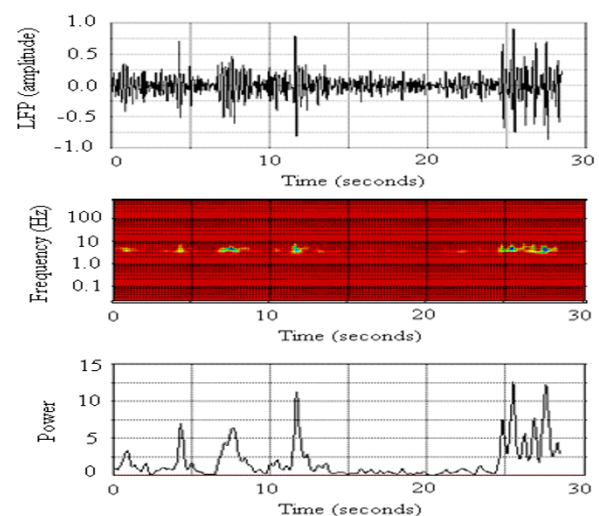 LFP (amplitude)
1.0
0.5
0.0
-0.5
-1.0
0 10 20 30
Time (seconds)
Frequency (Hz)
100
10
1.0
0.1
0 10 20 30
Time (seconds)
Power
15
10
5
0
0 10 20 30
Time (seconds)